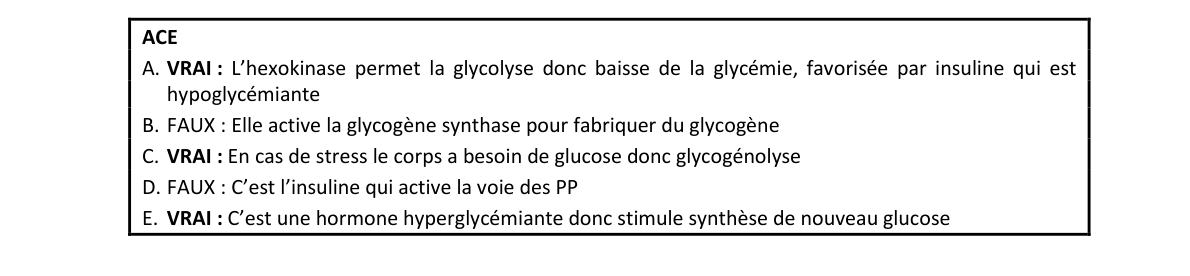 ACE
A. VRAI : L’hexokinase permet la glycolyse donc baisse de la glycémie, favorisée par insuline qui est
hypoglycémiante
B. FAUX : Elle active la glycogène synthase pour fabriquer du glycogène
C. VRAI : En cas de stress le corps a besoin de glucose donc glycogénolyse
D. FAUX : C’est l’insuline qui active la voie des PP
E. VRAI : C’est une hormone hyperglycémiante donc stimule synthèse de nouveau glucose